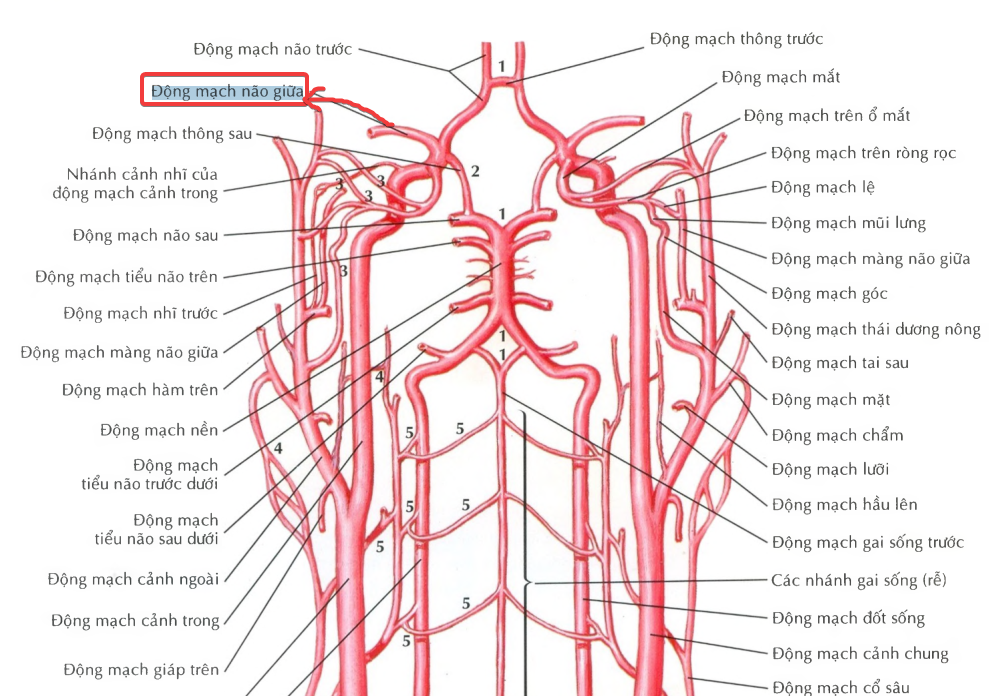 Động mạch não trước
Động mạch não giữa
Động mạch thông sau
Nhánh cảnh nhĩ của
động mạch cảnh trong
Động mạch não sau
Động mạch tiểu não trên
Động mạch nhĩ trước
Động mạch màng não giữa
Động mạch hàm trên
Động mạch nền
Động mạch
tiểu não trước dưới
Động mạch
tiểu não sau dưới
Động mạch cảnh ngoài
Động mạch cảnh trong
Động mạch giáp trên
1
2
3
3
3
3
1
1
1
4
4
5
5
5
5
5
5
5
Động mạch thông trước
Động mạch mắt
Động mạch trên ổ mắt
Động mạch trên ròng rọc
Động mạch lệ
Động mạch mũi lưng
Động mạch màng não giữa
Động mạch góc
Động mạch thái dương nông
Động mạch tai sau
Động mạch mặt
Động mạch chẩm
Động mạch lưỡi
Động mạch hầu lên
Động mạch gai sống trước
Các nhánh gai sống (rễ)
Động mạch đốt sống
Động mạch cảnh chung
Động mạch cổ sâu